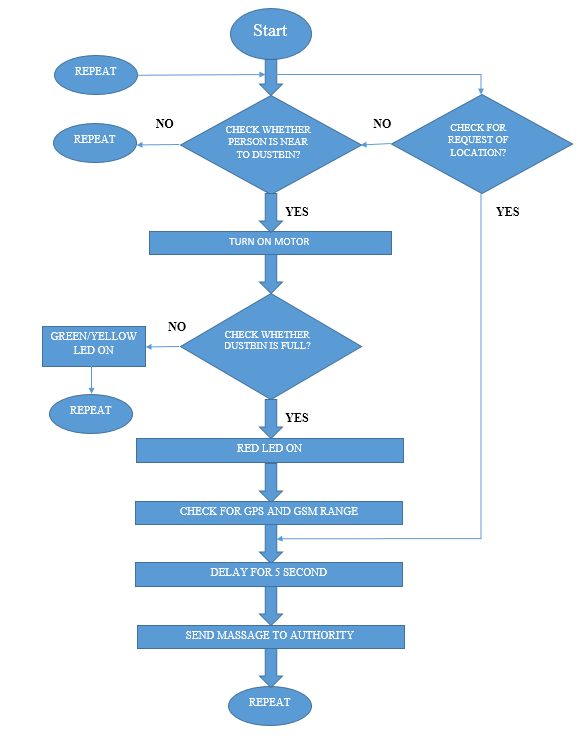 Start
REPEAT
NO
REPEAT
CHECK WHETHER
PERSON IS NEAR
TO DUSTBIN?
NO
CHECK FOR
REQUEST OF
LOCATION?
YES
YES
TURN ON MOTOR
NO
CHECK WHETHER
DUSTBIN IS FULL?
GREEN/YELLOW
LED ON
REPEAT
YES
RED LED ON
CHECK FOR GPS AND GSM RANGE
DELAY FOR 5 SECOND
SEND MASSAGE TO AUTHORITY
REPEAT